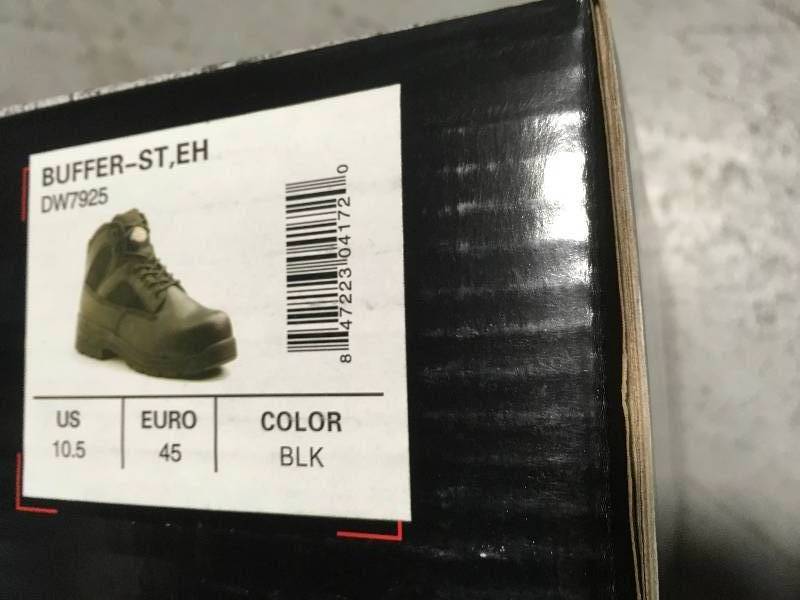 BUFFER-ST,EH
DW7925
8 47223 04172 0
US EURO COLOR
10.5 45 BLK